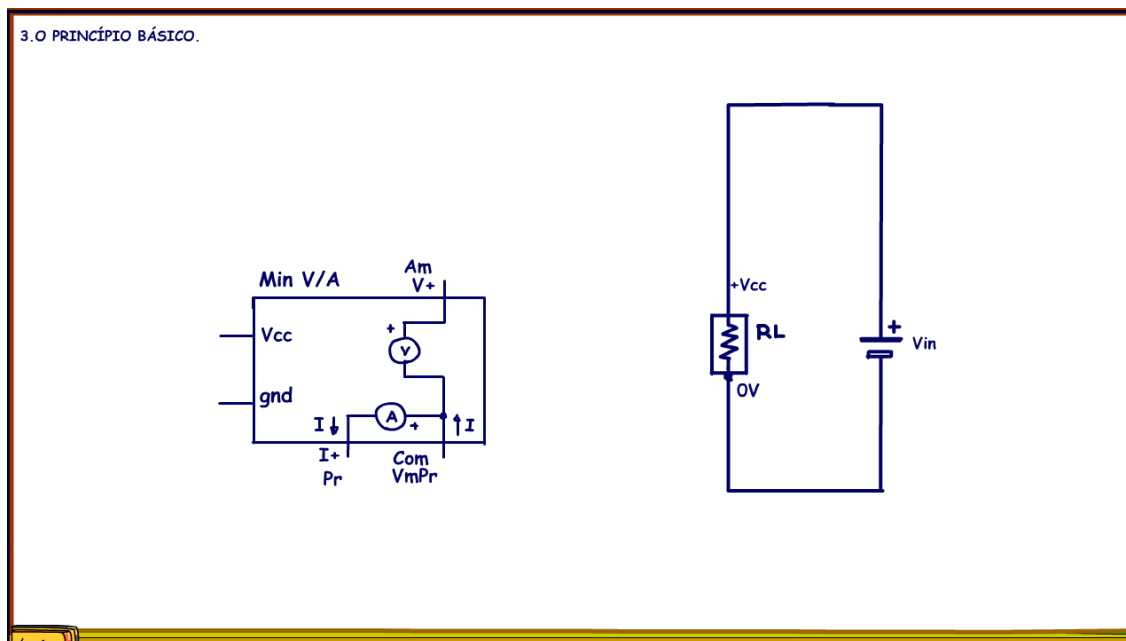 3.O PRINCÍPIO BÁSICO.
Min V/A
Am
V+
Vcc
+
V
gnd
A
+
I
I
I+
Pr
Com
VmPr
+Vcc
RL
0V
+
Vin